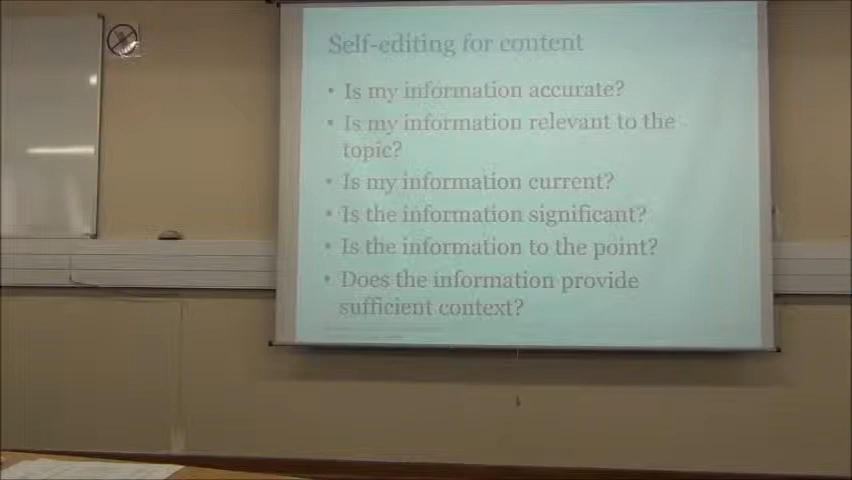 Self-editing for content
• Is my information accurate?
• Is my information relevant to the
topic?
• Is my information current?
• Is the information significant?
• Is the information to the point?
• Does the information provide
sufficient context?